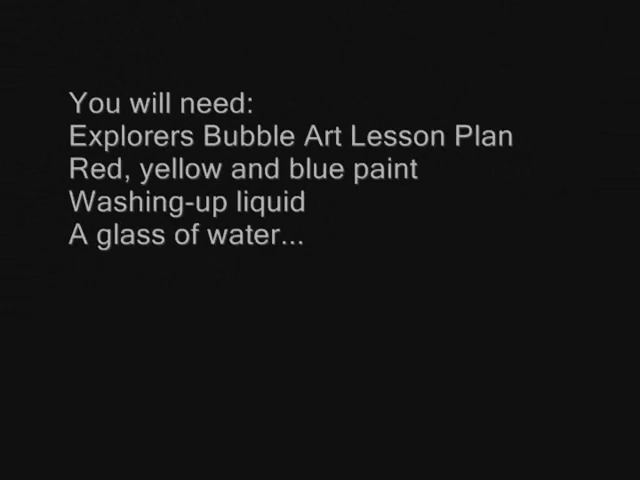 You will need:
Explorers Bubble Art Lesson Plan
Red, yellow and blue paint
Washing-up liquid
A glass of water...